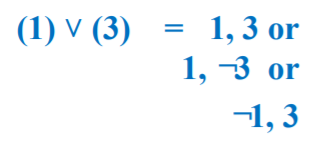 (1) ∨ (3) = 1, 3 or
1, ¬3 or
¬1, 3